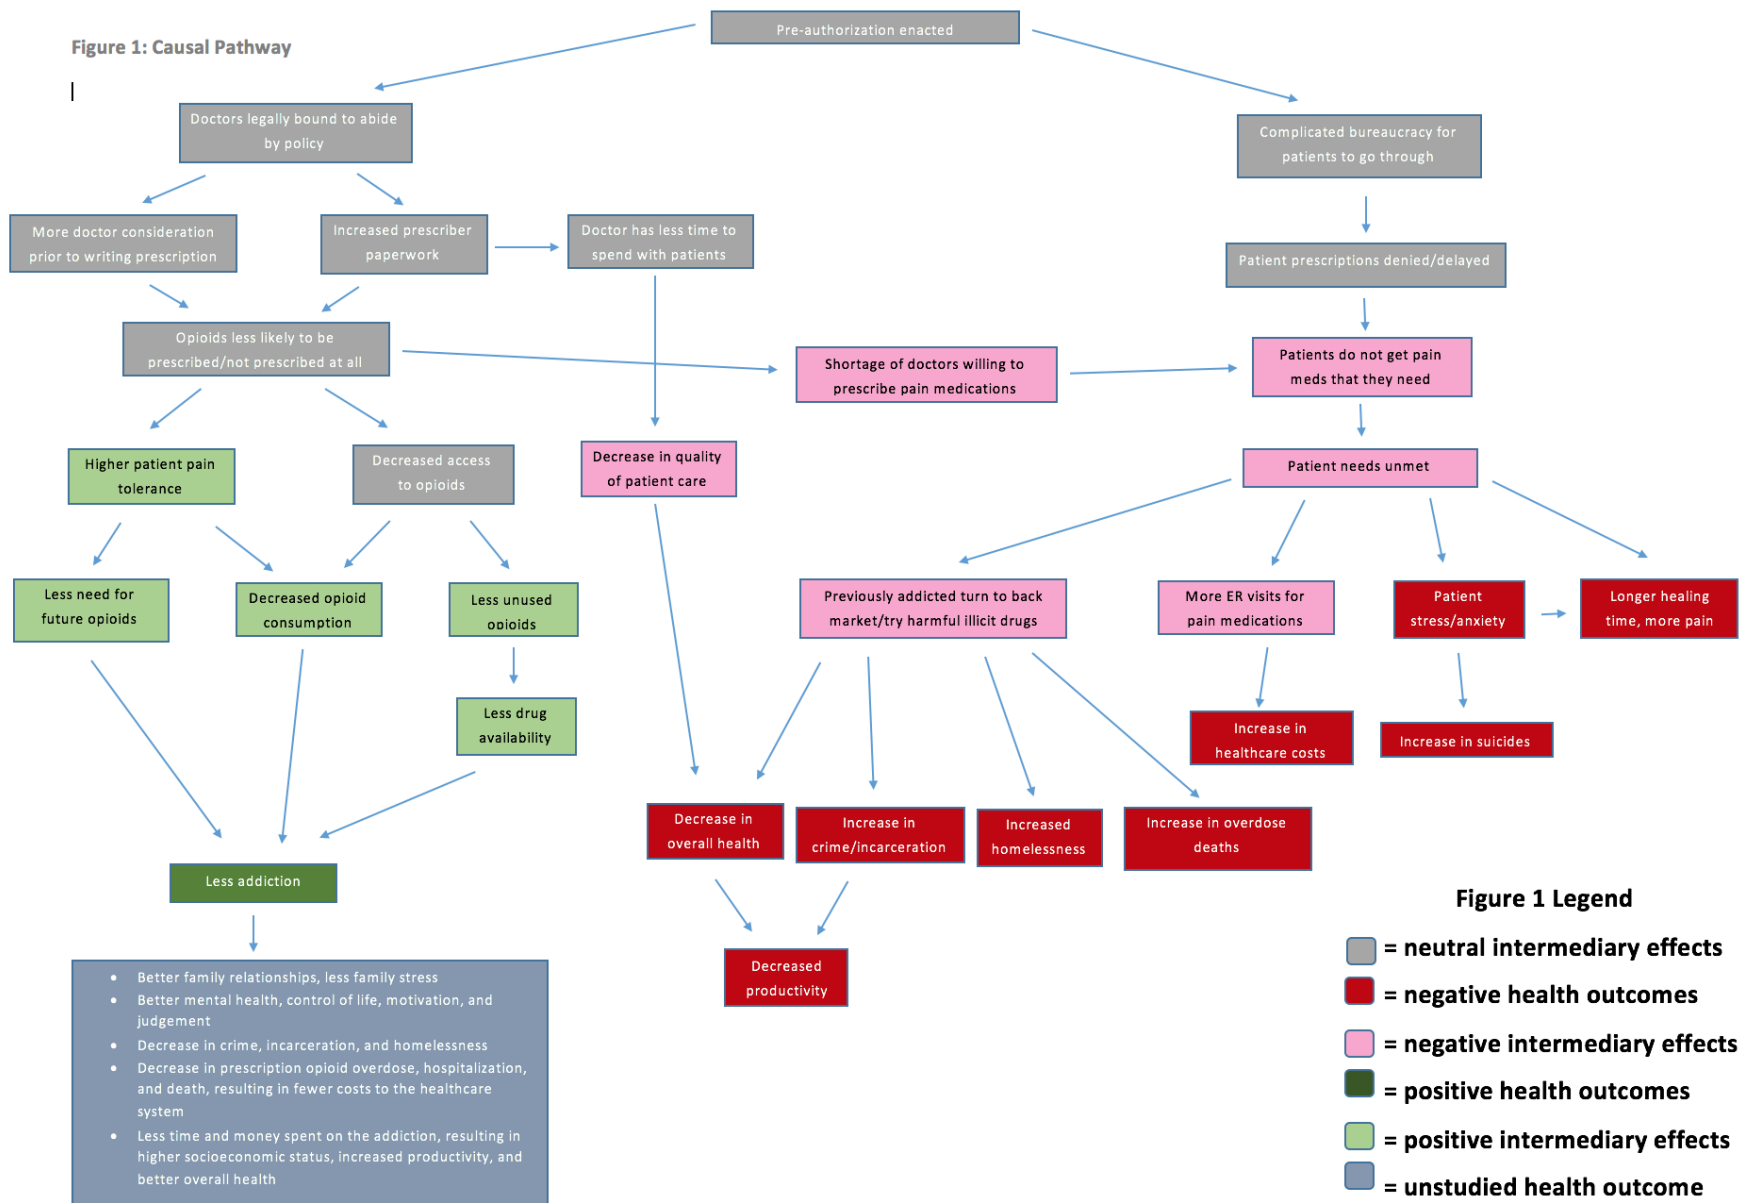 Pre-authorization enacted
Figure 1: Causal Pathway
Doctors legally bound to abide
by policy
Complicated bureaucracy for
patients to go through
More doctor consideration
prior to writing prescription
Increased prescriber
paperwork
Doctor has less time to
spend with patients
Patient prescriptions denied/delayed
Opioids less likely to be
prescribed/not prescribed at all
Shortage of doctors willing to
prescribe pain medications
Patients do not get pain
meds that they need
Higher patient pain
tolerance
Decreased access
to opioids
Decrease in quality
of patient care
Patient needs unmet
Less need for
future opioids
Decreased opioid
consumption
Less unused
opioids
Previously addicted turn to back
market/try harmful illicit drugs
More ER visits for
pain medications
Patient
stress/anxiety
Longer healing
time, more pain
Less drug
availability
Increase in
healthcare costs
Increase in suicides
Decrease in
overall health
Increase in
crime/incarceration
Increased
homelessness
Increase in overdose
deaths
Less addiction
Decreased
productivity
• Better family relationships, less family stress
• Better mental health, control of life, motivation, and
judgement
• Decrease in crime, incarceration, and homelessness
• Decrease in prescription opioid overdose, hospitalization,
and death, resulting in fewer costs to the healthcare
system
• Less time and money spent on the addiction, resulting in
higher socioeconomic status, increased productivity, and
better overall health
Figure 1 Legend
= neutral intermediary effects
= negative health outcomes
= negative intermediary effects
= positive health outcomes
= positive intermediary effects
= unstudied health outcome